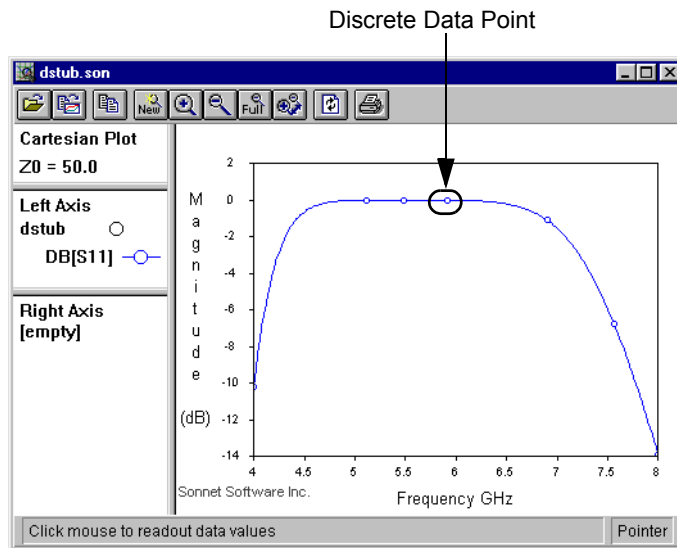 Discrete Data Point
dstub.son
New
Full
Cartesian Plot
Z0 = 50.0
Left Axis
dstub
DB[S11]
Right Axis
[empty]
Magnitude
(dB)
2
0
-2
-4
-6
-8
-10
-12
-14
4 4.5 5 5.5 6 6.5 7 7.5 8
Sonnet Software Inc.
Frequency GHz
Click mouse to readout data values
Pointer